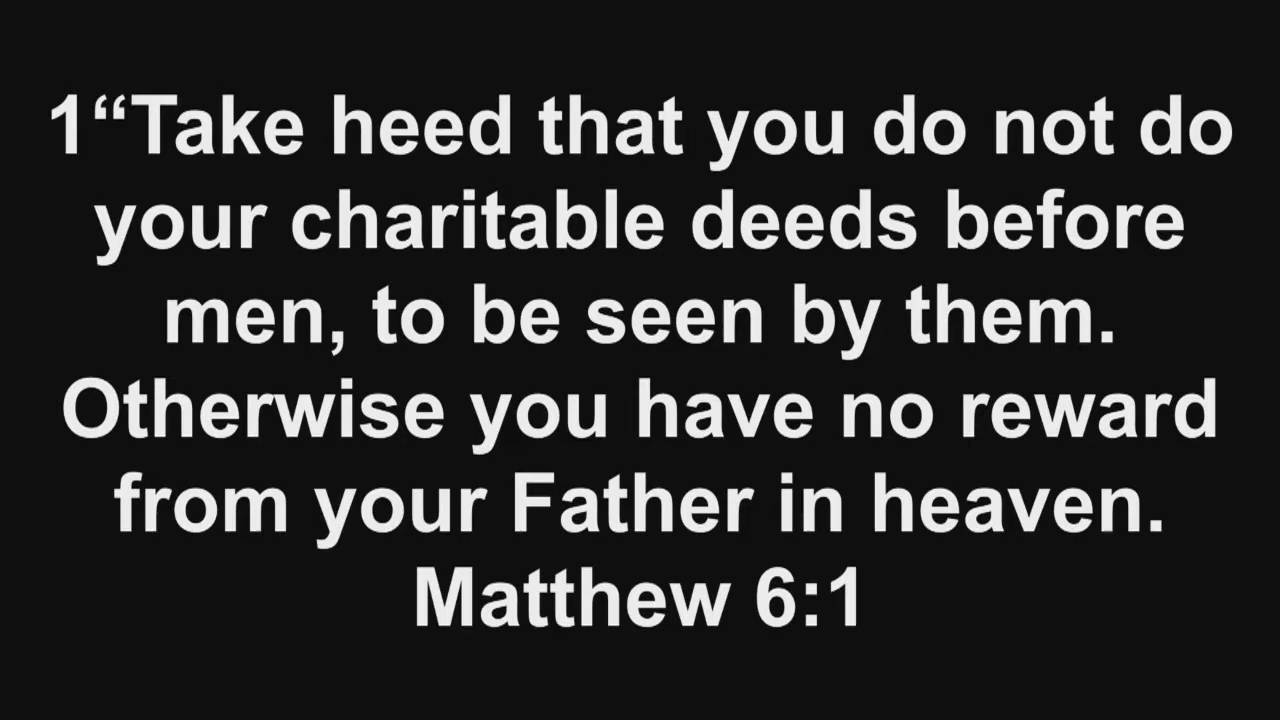 1“Take heed that you do not do
your charitable deeds before
men, to be seen by them.
Otherwise you have no reward
from your Father in heaven.
Matthew 6:1